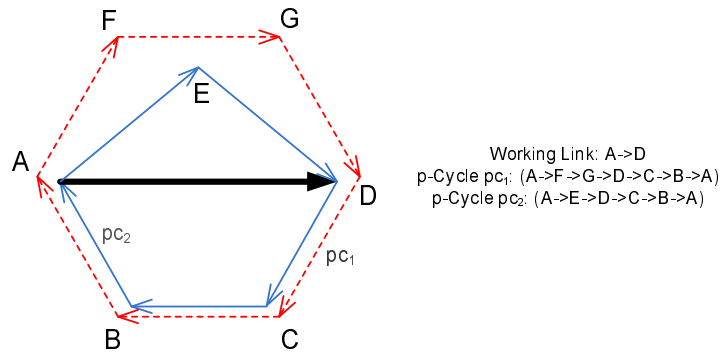 F
G
E
A
D
pc₂
pc₁
B
C
Working Link: A->D
p-Cycle pc₁: (A->F->G->D->C->B->A)
p-Cycle pc₂: (A->E->D->C->B->A)